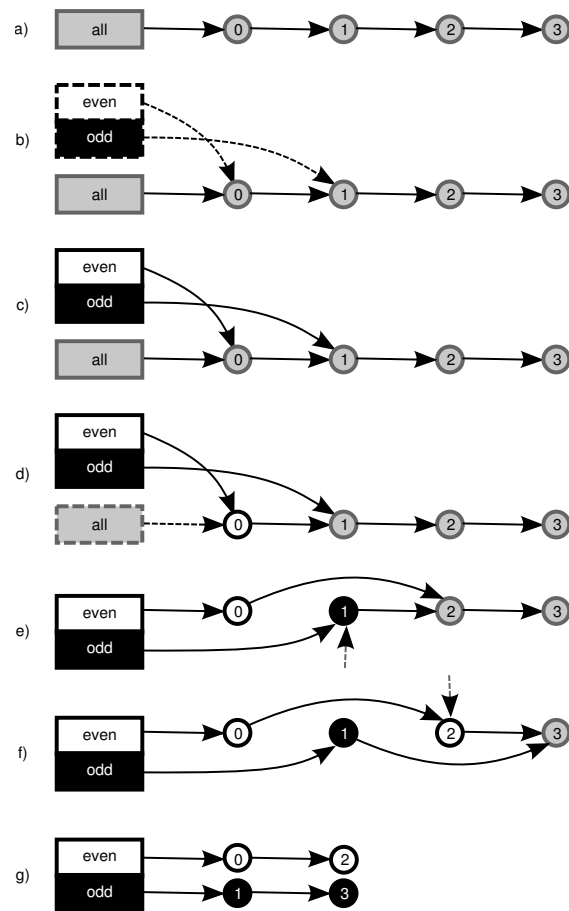 a) all 0 1 2 3
even
b) odd
all 0 1 2 3
even
c) odd
all 0 1 2 3
even
d) odd
all 0 1 2 3
e) even 0 1 2 3
odd
f) even 0 1 2 3
odd
even 0 2
g) odd 1 3